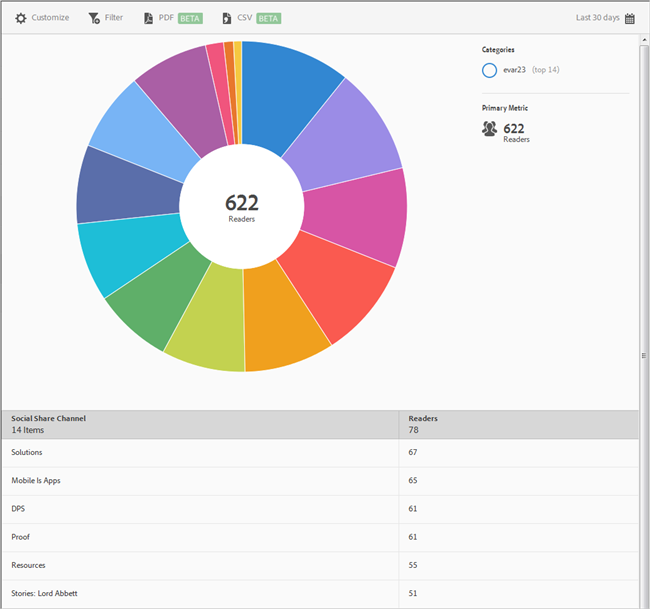 Customize Filter PDF BETA CSV BETA Last 30 days
Categories
evar23 (top 14)
Primary Metric
622
Readers
622
Readers
Social Share Channel Readers
14 Items 78
Solutions 67
Mobile Is Apps 65
DPS 61
Proof 61
Resources 55
Stories: Lord Abbett 51